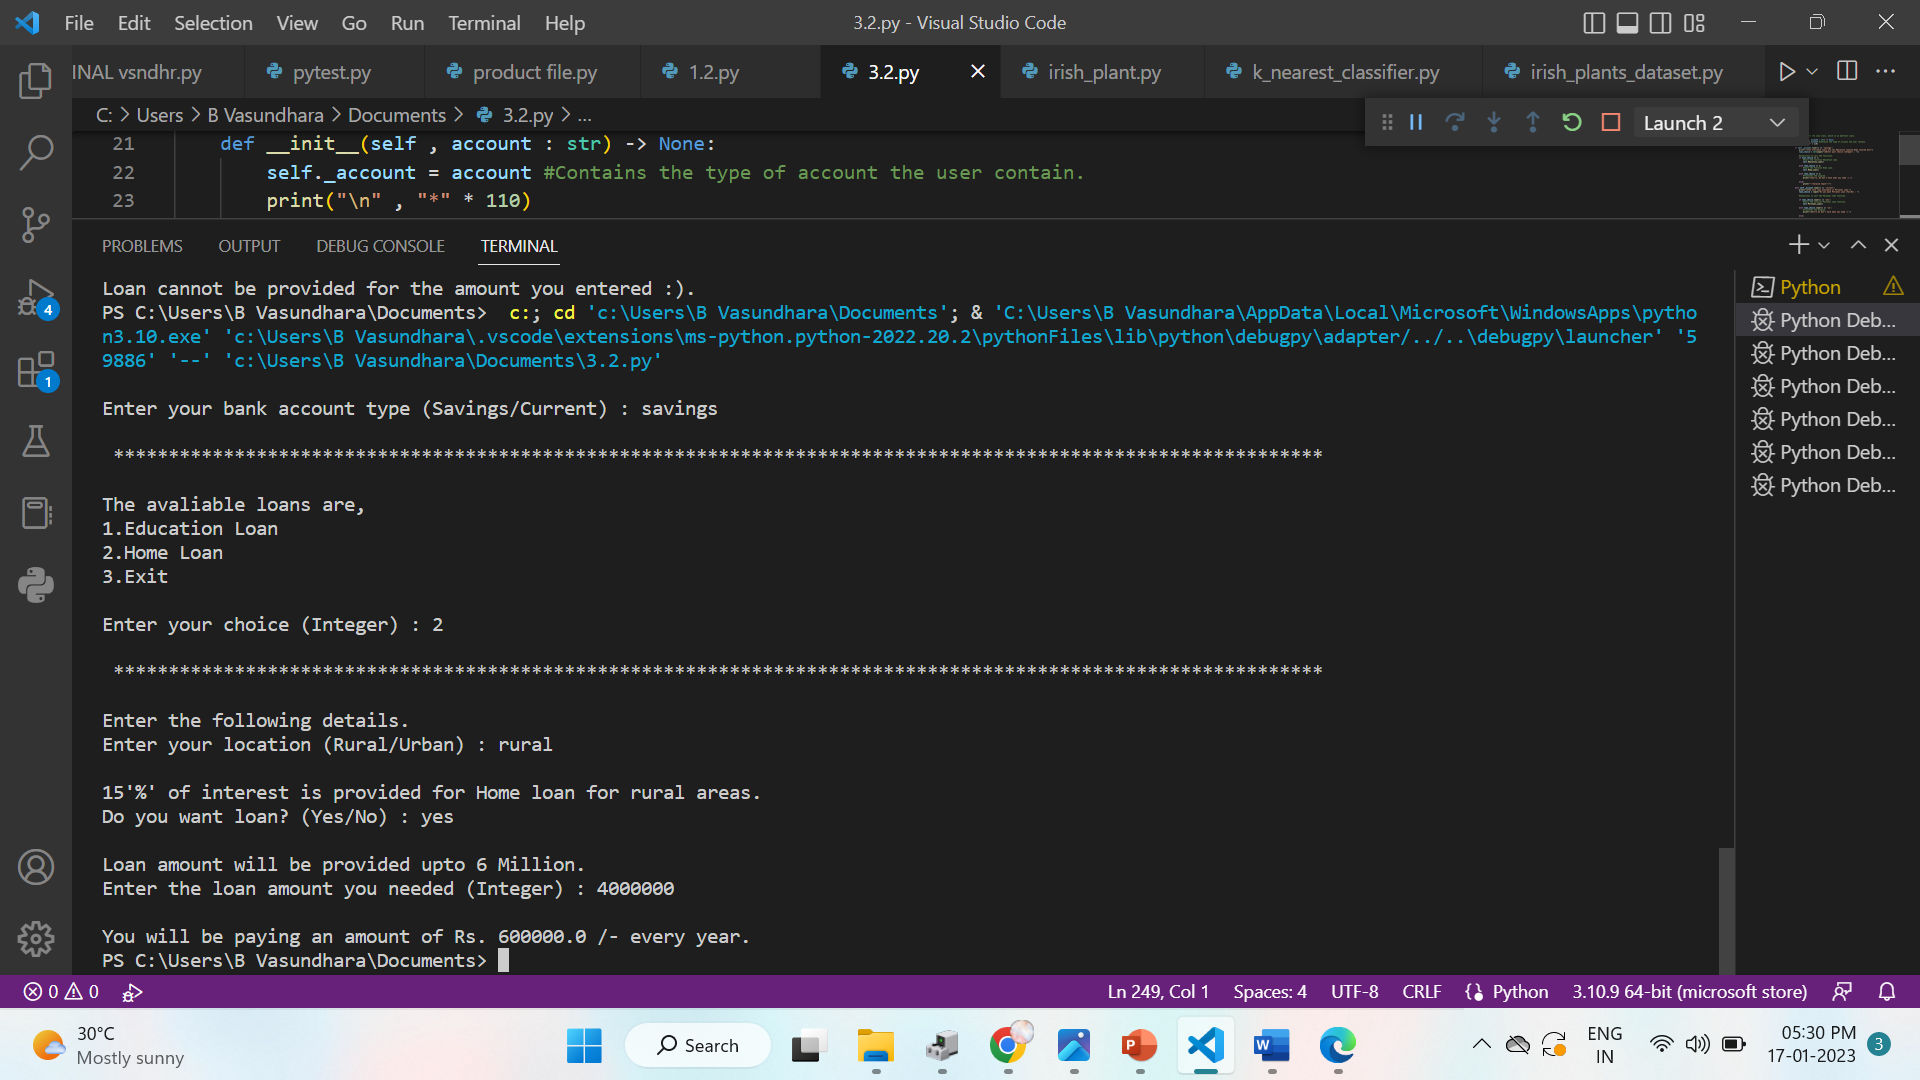 File Edit Selection View Go Run Terminal Help 3.2.py - Visual Studio Code
INAL vsndhr.py pytest.py product file.py 1.2.py 3.2.py irish_plant.py k_nearest_classifier.py irish_plants_dataset.py
C: > Users > B Vasundhara > Documents > 3.2.py > ...
Launch 2
21 def __init__(self , account : str) -> None:
22 self._account = account #Contains the type of account the user contain.
23 print("\n" , "*" * 110)
PROBLEMS OUTPUT DEBUG CONSOLE TERMINAL
Loan cannot be provided for the amount you entered :).
PS C:\Users\B Vasundhara\Documents>  c:; cd 'c:\Users\B Vasundhara\Documents'; & 'C:\Users\B Vasundhara\AppData\Local\Microsoft\WindowsApps\pytho
n3.10.exe' 'c:\Users\B Vasundhara\.vscode\extensions\ms-python.python-2022.20.2\pythonFiles\lib\python\debugpy\adapter/../..\debugpy\launcher' '5
9886' '--' 'c:\Users\B Vasundhara\Documents\3.2.py'
Enter your bank account type (Savings/Current) : savings
**************************************************************************************************************
The avaliable loans are,
1.Education Loan
2.Home Loan
3.Exit
Enter your choice (Integer) : 2
**************************************************************************************************************
Enter the following details.
Enter your location (Rural/Urban) : rural
15'%' of interest is provided for Home loan for rural areas.
Do you want loan? (Yes/No) : yes
Loan amount will be provided upto 6 Million.
Enter the loan amount you needed (Integer) : 4000000
You will be paying an amount of Rs. 600000.0 /- every year.
PS C:\Users\B Vasundhara\Documents>
Python
Python Deb...
Python Deb...
Python Deb...
Python Deb...
Python Deb...
Python Deb...
4
1
0 0 Ln 249, Col 1 Spaces: 4 UTF-8 CRLF Python 3.10.9 64-bit (microsoft store)
30°C
Mostly sunny
Search
ENG
IN
05:30 PM
17-01-2023
3